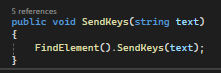 5 references
public void SendKeys(string text)
{
FindElement().SendKeys(text);
}